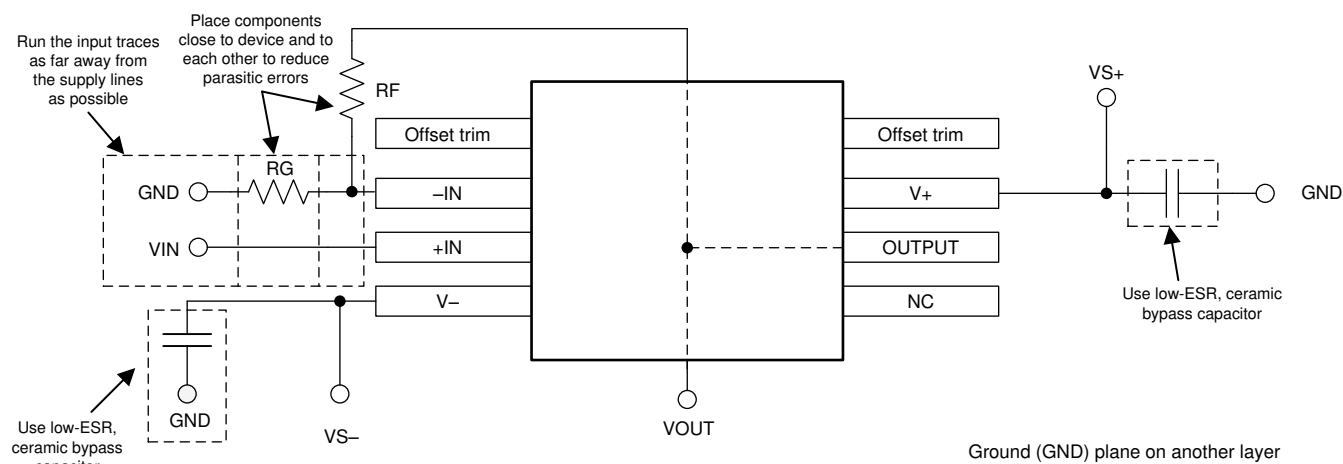 Place components
close to device and to
each other to reduce
parasitic errors
Run the input traces
as far away from
the supply lines
as possible
RF
VS+
Offset trim
Offset trim
RG
GND
–IN
V+
GND
VIN
+IN
OUTPUT
V–
NC
Use low-ESR, ceramic
bypass capacitor
GND
VS–
VOUT
Use low-ESR,
ceramic bypass
capacitor
Ground (GND) plane on another layer